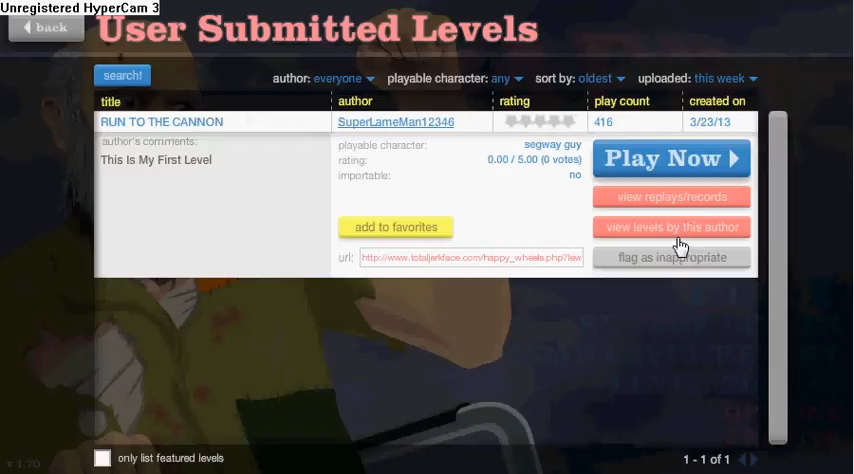 Unregistered HyperCam 3
back
User Submitted Levels
search!
author: everyone playable character: any sort by: oldest uploaded: this week
title author rating play count created on
RUN TO THE CANNON SuperLameMan12346 416 3/23/13
author's comments:
This Is My First Level
playable character: segway guy
rating: 0.00 / 5.00 (0 votes)
importable: no
Play Now
view replays/records
add to favorites
view levels by this author
url: http://www.totaljerkface.com/happy_wheels.php?lev
flag as inappropriate
only list featured levels
1 - 1 of 1
v 1.70